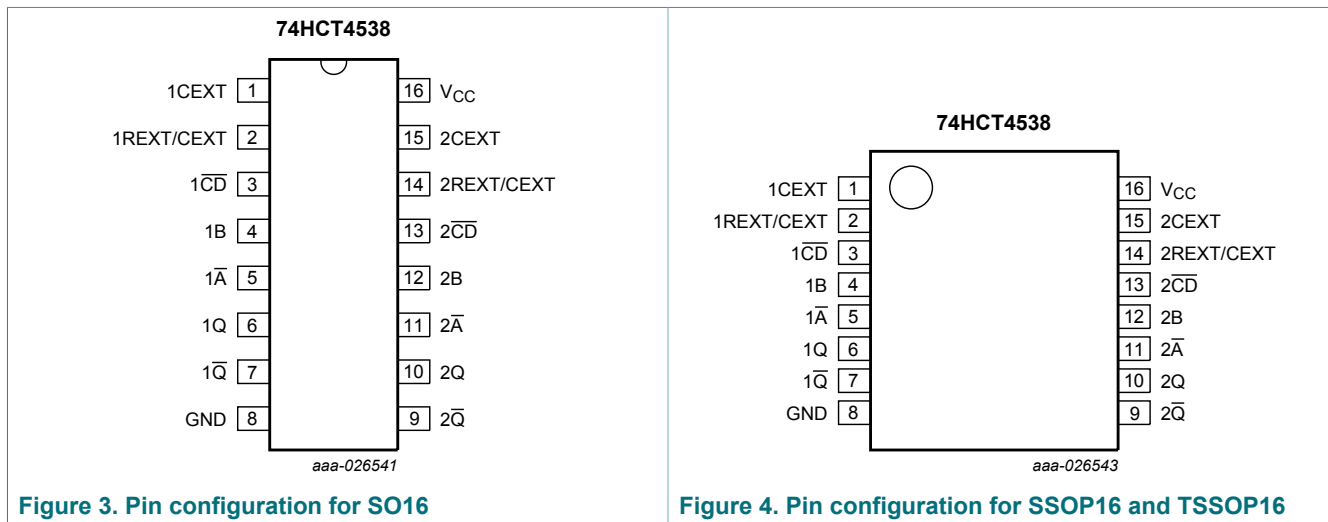 74HCT4538
1CEXT 1 16 VCC
1REXT/CEXT 2 15 2CEXT
1C̅D̅ 3 14 2REXT/CEXT
1B 4 13 2C̅D̅
1A̅ 5 12 2B
1Q 6 11 2A̅
1Q̅ 7 10 2Q
GND 8 9 2Q̅
aaa-026541
Figure 3. Pin configuration for SO16
74HCT4538
1CEXT 1 16 VCC
1REXT/CEXT 2 15 2CEXT
1C̅D̅ 3 14 2REXT/CEXT
1B 4 13 2C̅D̅
1A̅ 5 12 2B
1Q 6 11 2A̅
1Q̅ 7 10 2Q
GND 8 9 2Q̅
aaa-026543
Figure 4. Pin configuration for SSOP16 and TSSOP16